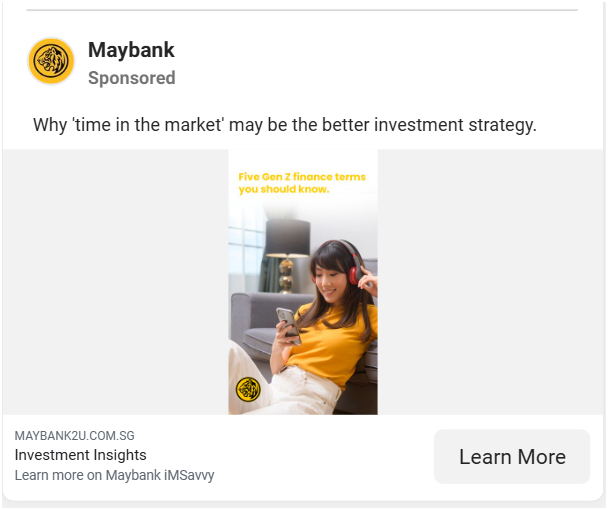 Maybank
Sponsored
Why 'time in the market' may be the better investment strategy.
Five Gen Z finance terms
you should know.
MAYBANK2U.COM.SG
Investment Insights
Learn more on Maybank iMSavvy
Learn More